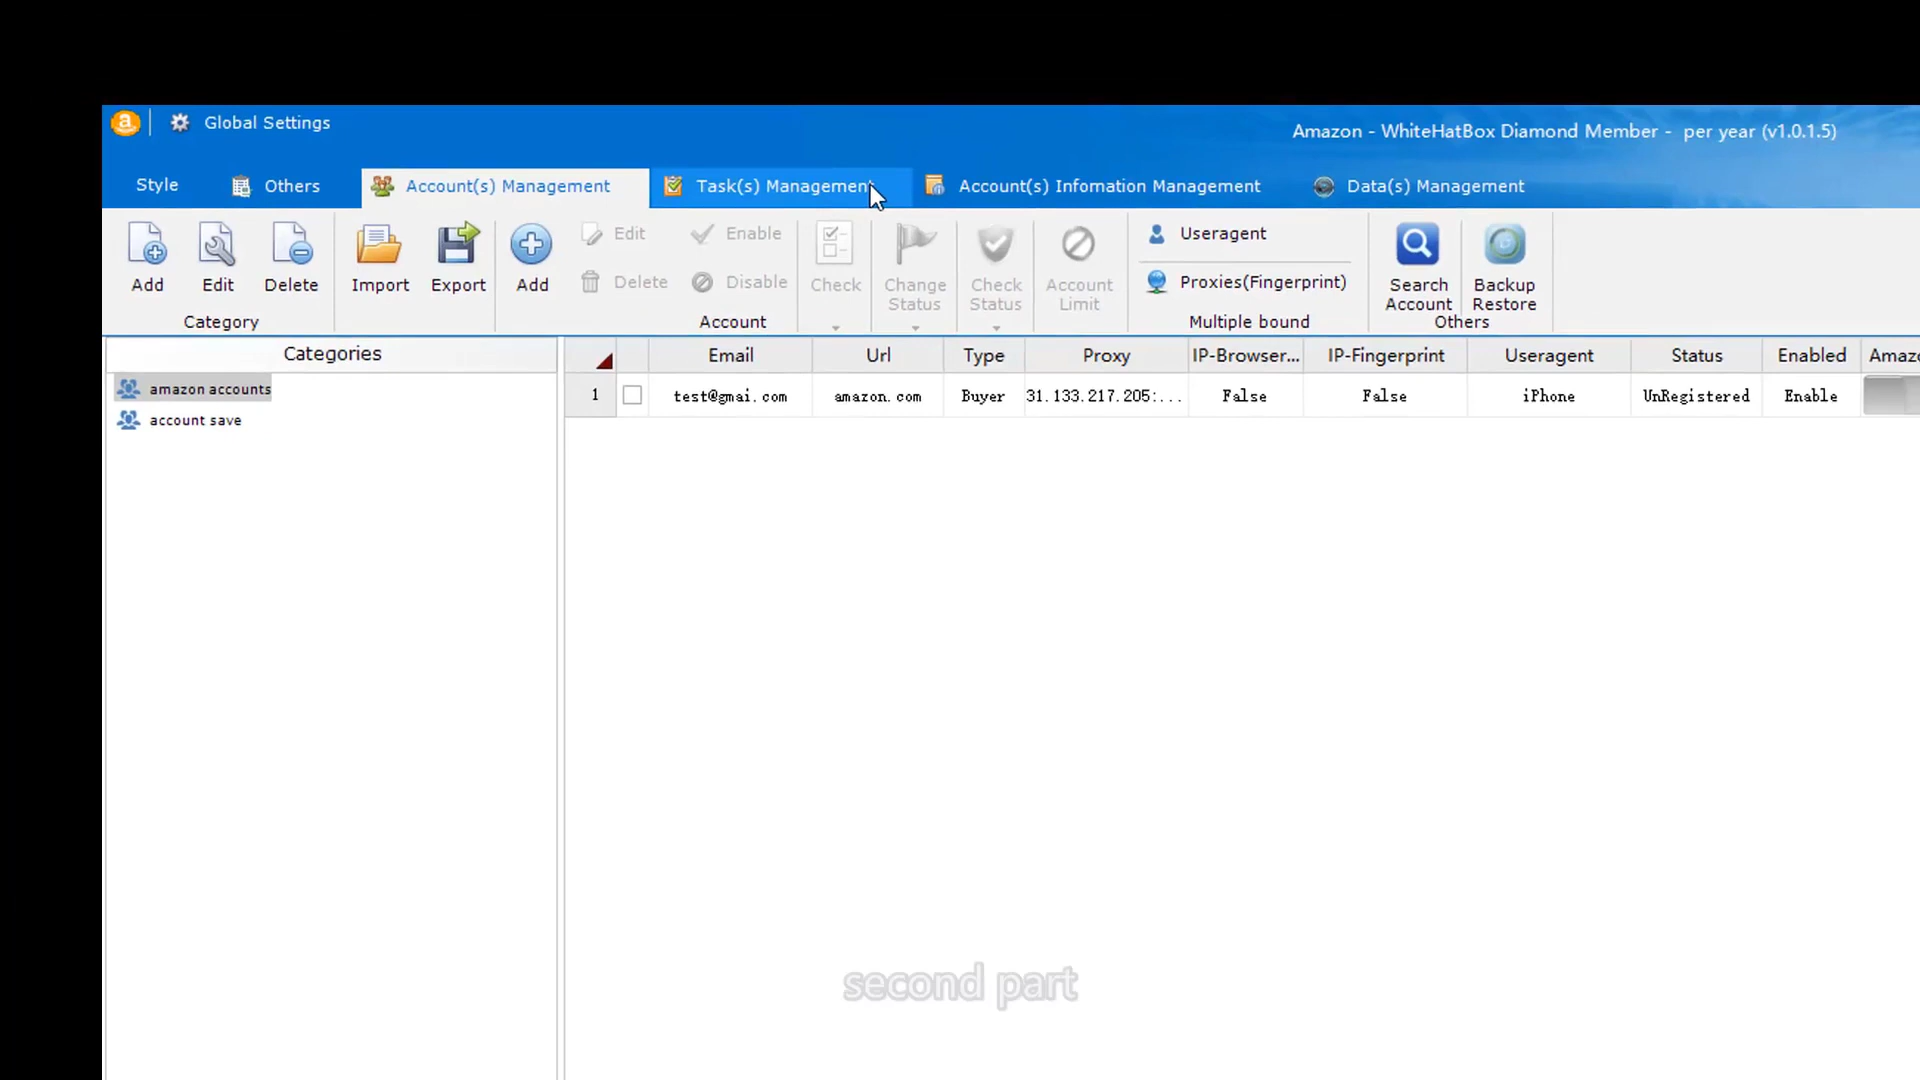 Global Settings
Amazon - WhiteHatBox Diamond Member - per year (v1.0.1.5)
Style
Others
Account(s) Management
Task(s) Management
Account(s) Infomation Management
Data(s) Management
Add
Edit
Delete
Category
Import
Export
Add
Edit
Delete
Enable
Disable
Account
Check
Change
Status
Check
Status
Account
Limit
Useragent
Proxies(Fingerprint)
Multiple bound
Search
Account
Backup
Restore
Others
Categories
amazon accounts
account save
Email Url Type Proxy IP-Browser... IP-Fingerprint Useragent Status Enabled
1 test@gmai.com amazon.com Buyer 31.133.217.205:... False False iPhone UnRegistered Enable
second part